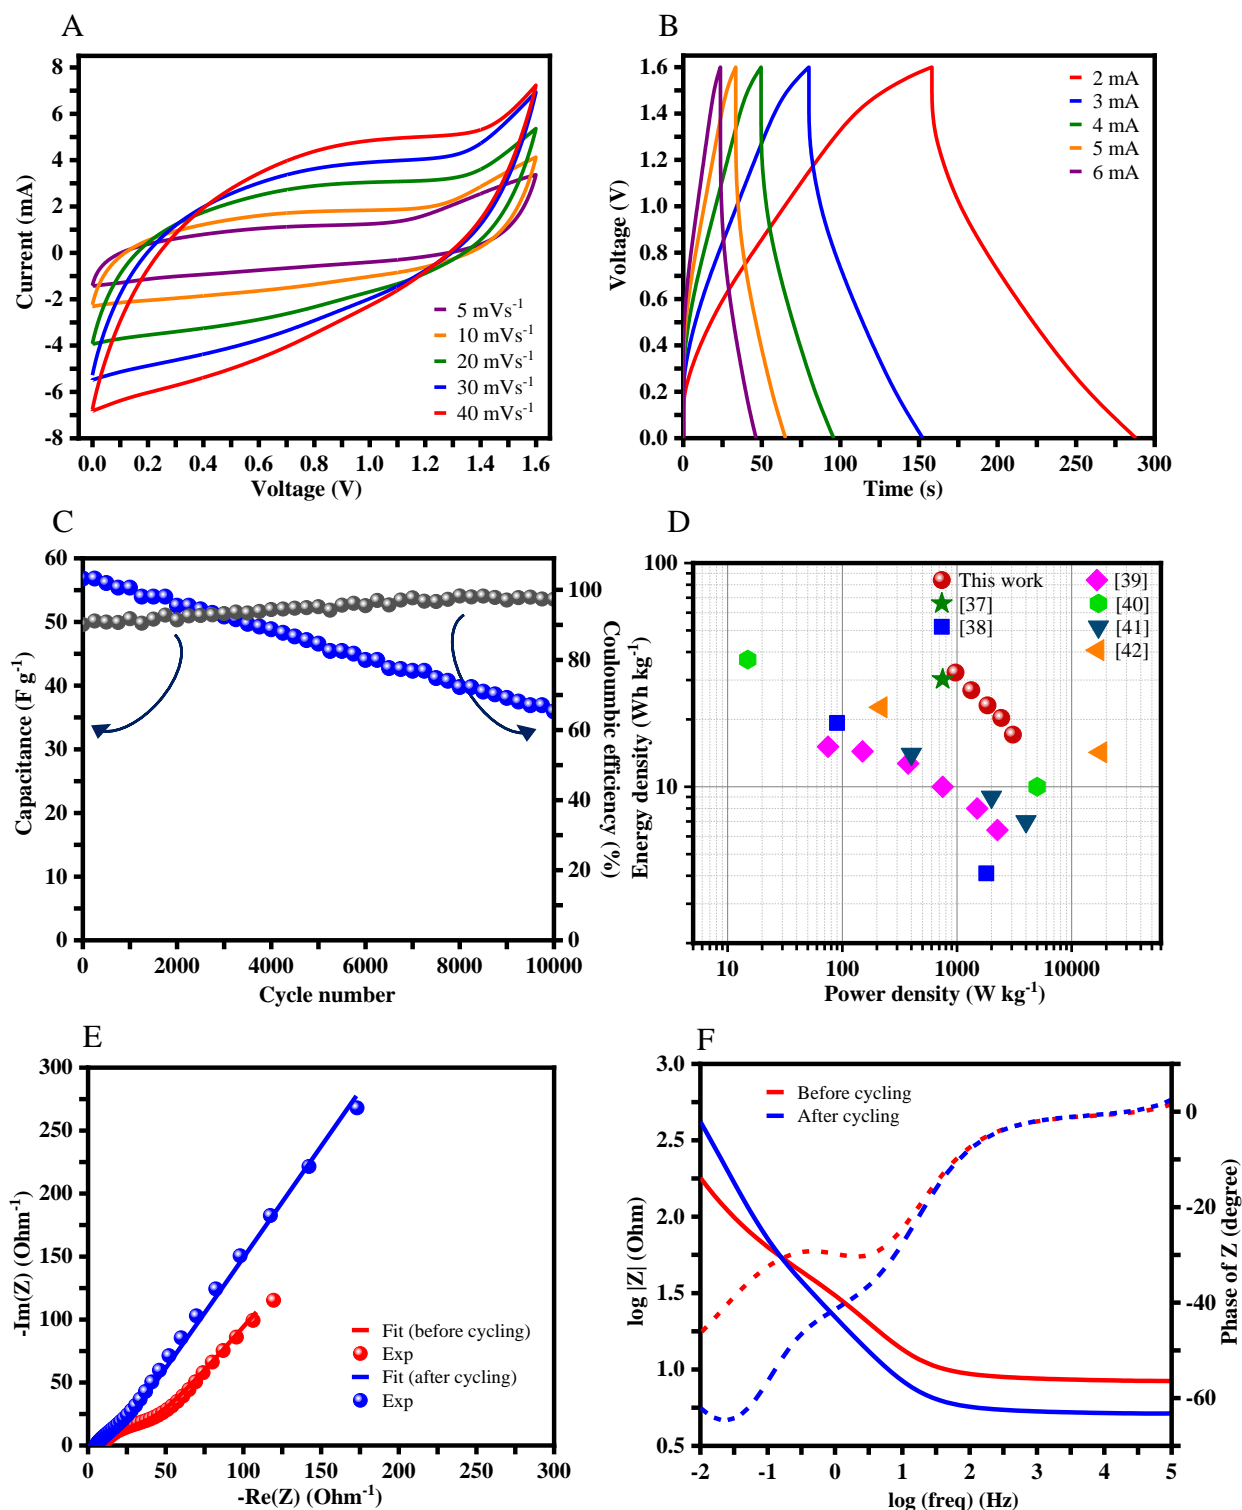 A
8
6
4
2
0
-2
-4
-6
-8
0.0 0.2 0.4 0.6 0.8 1.0 1.2 1.4 1.6
Current (mA)
Voltage (V)
5 mVs-1
10 mVs-1
20 mVs-1
30 mVs-1
40 mVs-1
B
1.6
1.4
1.2
1.0
0.8
0.6
0.4
0.2
0.0
0 50 100 150 200 250 300
Voltage (V)
Time (s)
2 mA
3 mA
4 mA
5 mA
6 mA
C
60
50
40
30
20
10
0
0 2000 4000 6000 8000 10000
100
80
60
40
20
0
Capacitance (F g-1)
Cycle number
Couloumbic efficiency (%)
D
100
10
10 100 1000 10000
Energy density (Wh kg-1)
Power density (W kg-1)
This work
[37]
[38]
[39]
[40]
[41]
[42]
E
300
250
200
150
100
50
0
0 50 100 150 200 250 300
-Im(Z) (Ohm-1)
-Re(Z) (Ohm-1)
Fit (before cycling)
Exp
Fit (after cycling)
Exp
F
3.0
2.5
2.0
1.5
1.0
0.5
-2 -1 0 1 2 3 4 5
0
-20
-40
-60
log |Z| (Ohm)
log (freq) (Hz)
Phase of Z (degree)
Before cycling
After cycling